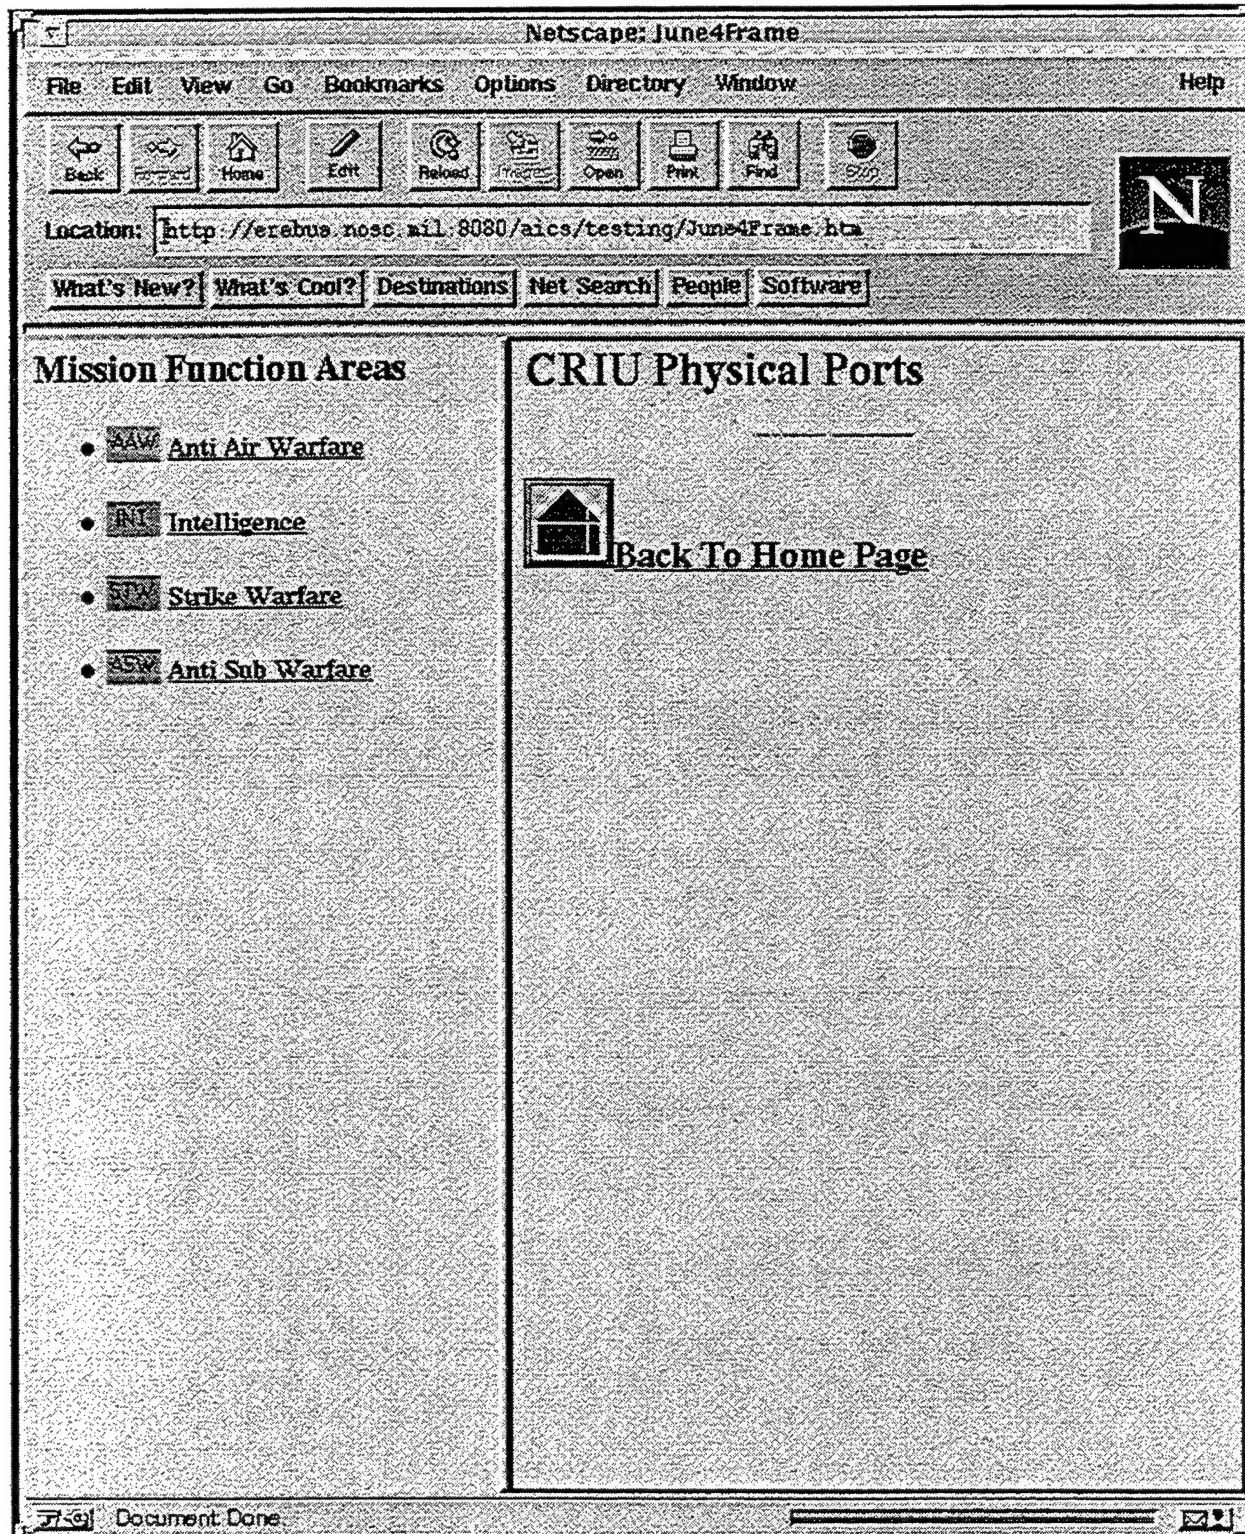 Netscape: June4Frame
File Edit View Go Bookmarks Options Directory Window Help
Back Forward Home Edit Reload Images Open Print Find Stop
N
Location: http://erebus.nosc.mil:8080/aics/testing/June4Frame.htm
What's New? What's Cool? Destinations Net Search People Software
Mission Function Areas
AAW Anti Air Warfare
INT Intelligence
STW Strike Warfare
ASW Anti Sub Warfare
CRIU Physical Ports
Back To Home Page
Document: Done.